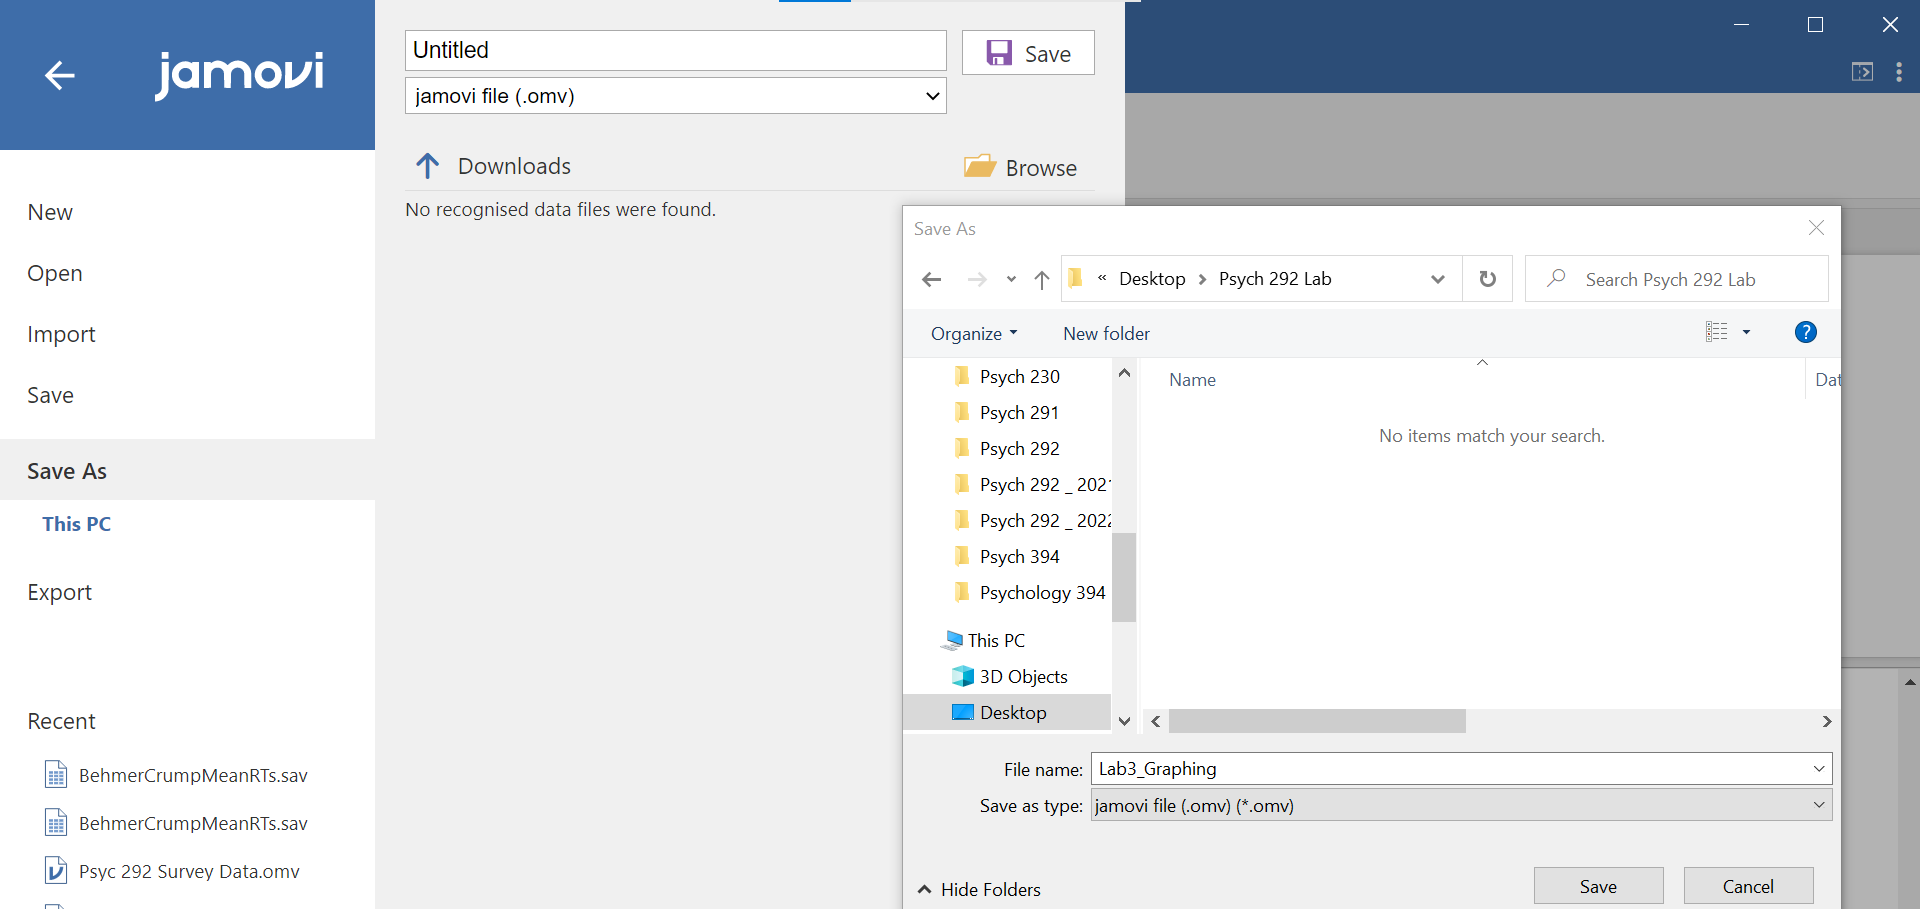 jamovi
New
Open
Import
Save
Save As
This PC
Export
Recent
BehmerCrumpMeanRTs.sav
BehmerCrumpMeanRTs.sav
Psyc 292 Survey Data.omv
Untitled
Save
jamovi file (.omv)
Downloads
Browse
No recognised data files were found.
Save As
« Desktop > Psych 292 Lab
Search Psych 292 Lab
Organize
New folder
?
Psych 230
Psych 291
Psych 292
Psych 292 _ 2021
Psych 292 _ 2022
Psych 394
Psychology 394
This PC
3D Objects
Desktop
Name
Dat
No items match your search.
File name: Lab3_Graphing
Save as type: jamovi file (.omv) (*.omv)
Hide Folders
Save
Cancel